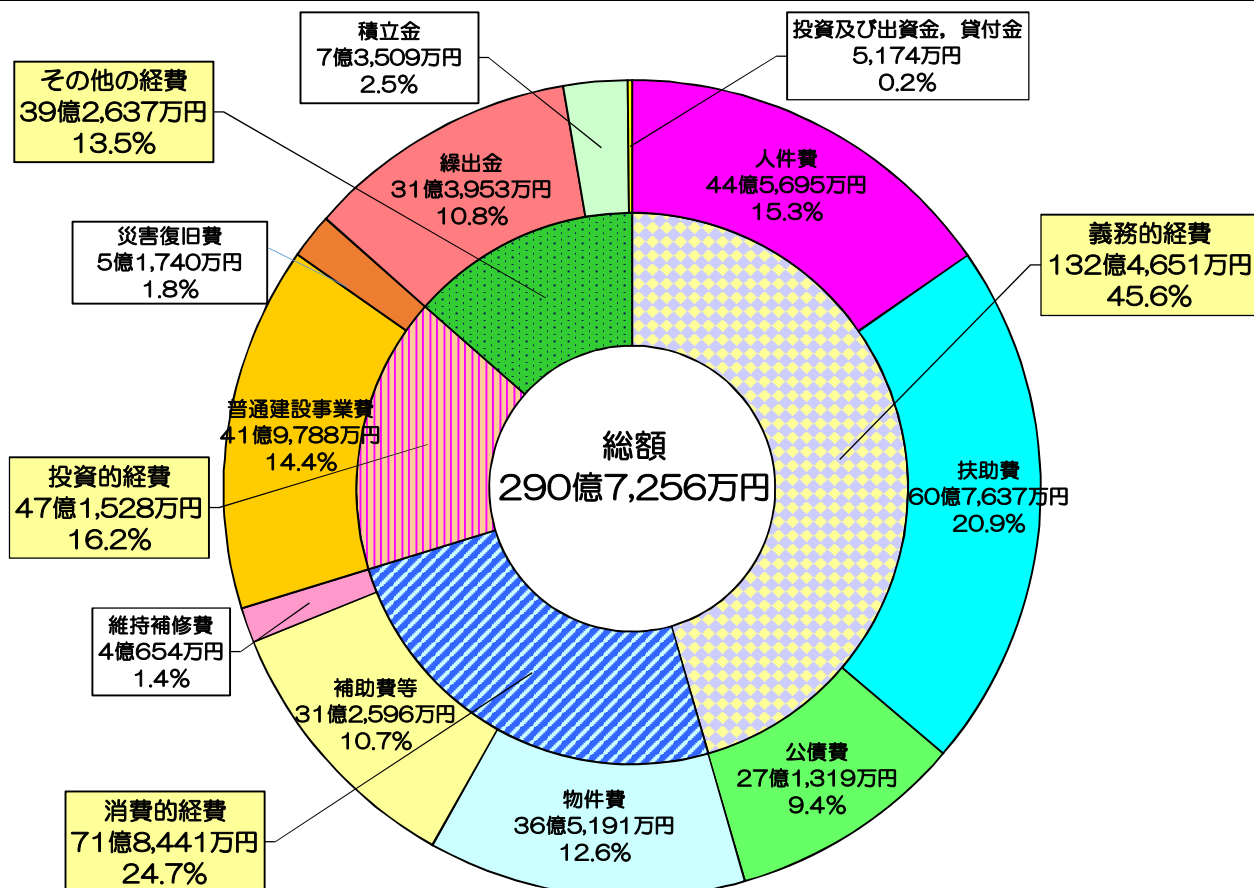 積立金
7億3,509万円
2.5%
投資及び出資金，貸付金
5,174万円
0.2%
その他の経費
39億2,637万円
13.5%
繰出金
31億3,953万円
10.8%
人件費
44億5,695万円
15.3%
義務的経費
132億4,651万円
45.6%
災害復旧費
5億1,740万円
1.8%
普通建設事業費
41億9,788万円
14.4%
総額
290億7,256万円
扶助費
60億7,637万円
20.9%
投資的経費
47億1,528万円
16.2%
維持補修費
4億654万円
1.4%
補助費等
31億2,596万円
10.7%
公債費
27億1,319万円
9.4%
物件費
36億5,191万円
12.6%
消費的経費
71億8,441万円
24.7%